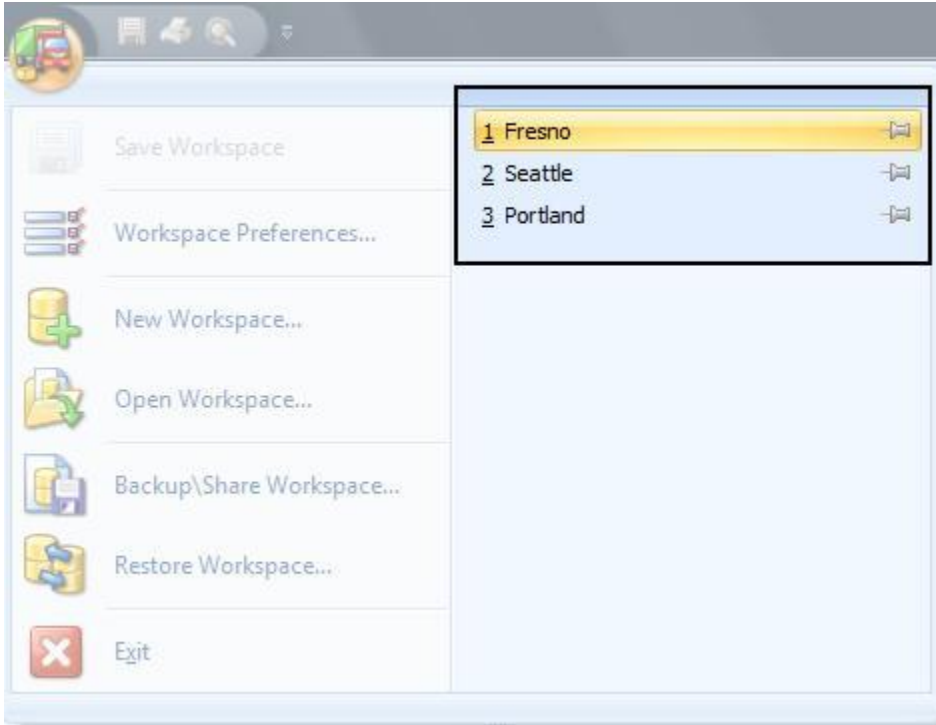 Save Workspace
Workspace Preferences...
New Workspace...
Open Workspace...
Backup\Share Workspace...
Restore Workspace...
Exit
1 Fresno
2 Seattle
3 Portland